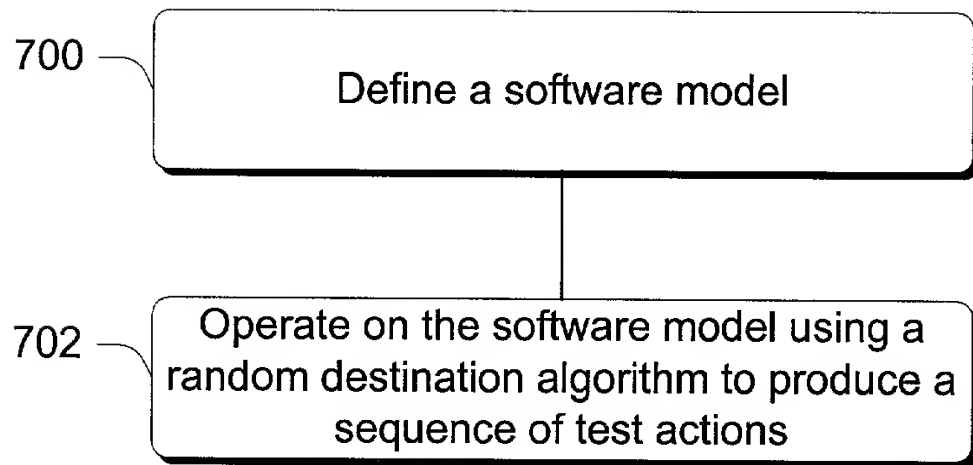 700
Define a software model
702
Operate on the software model using a
random destination algorithm to produce a
sequence of test actions